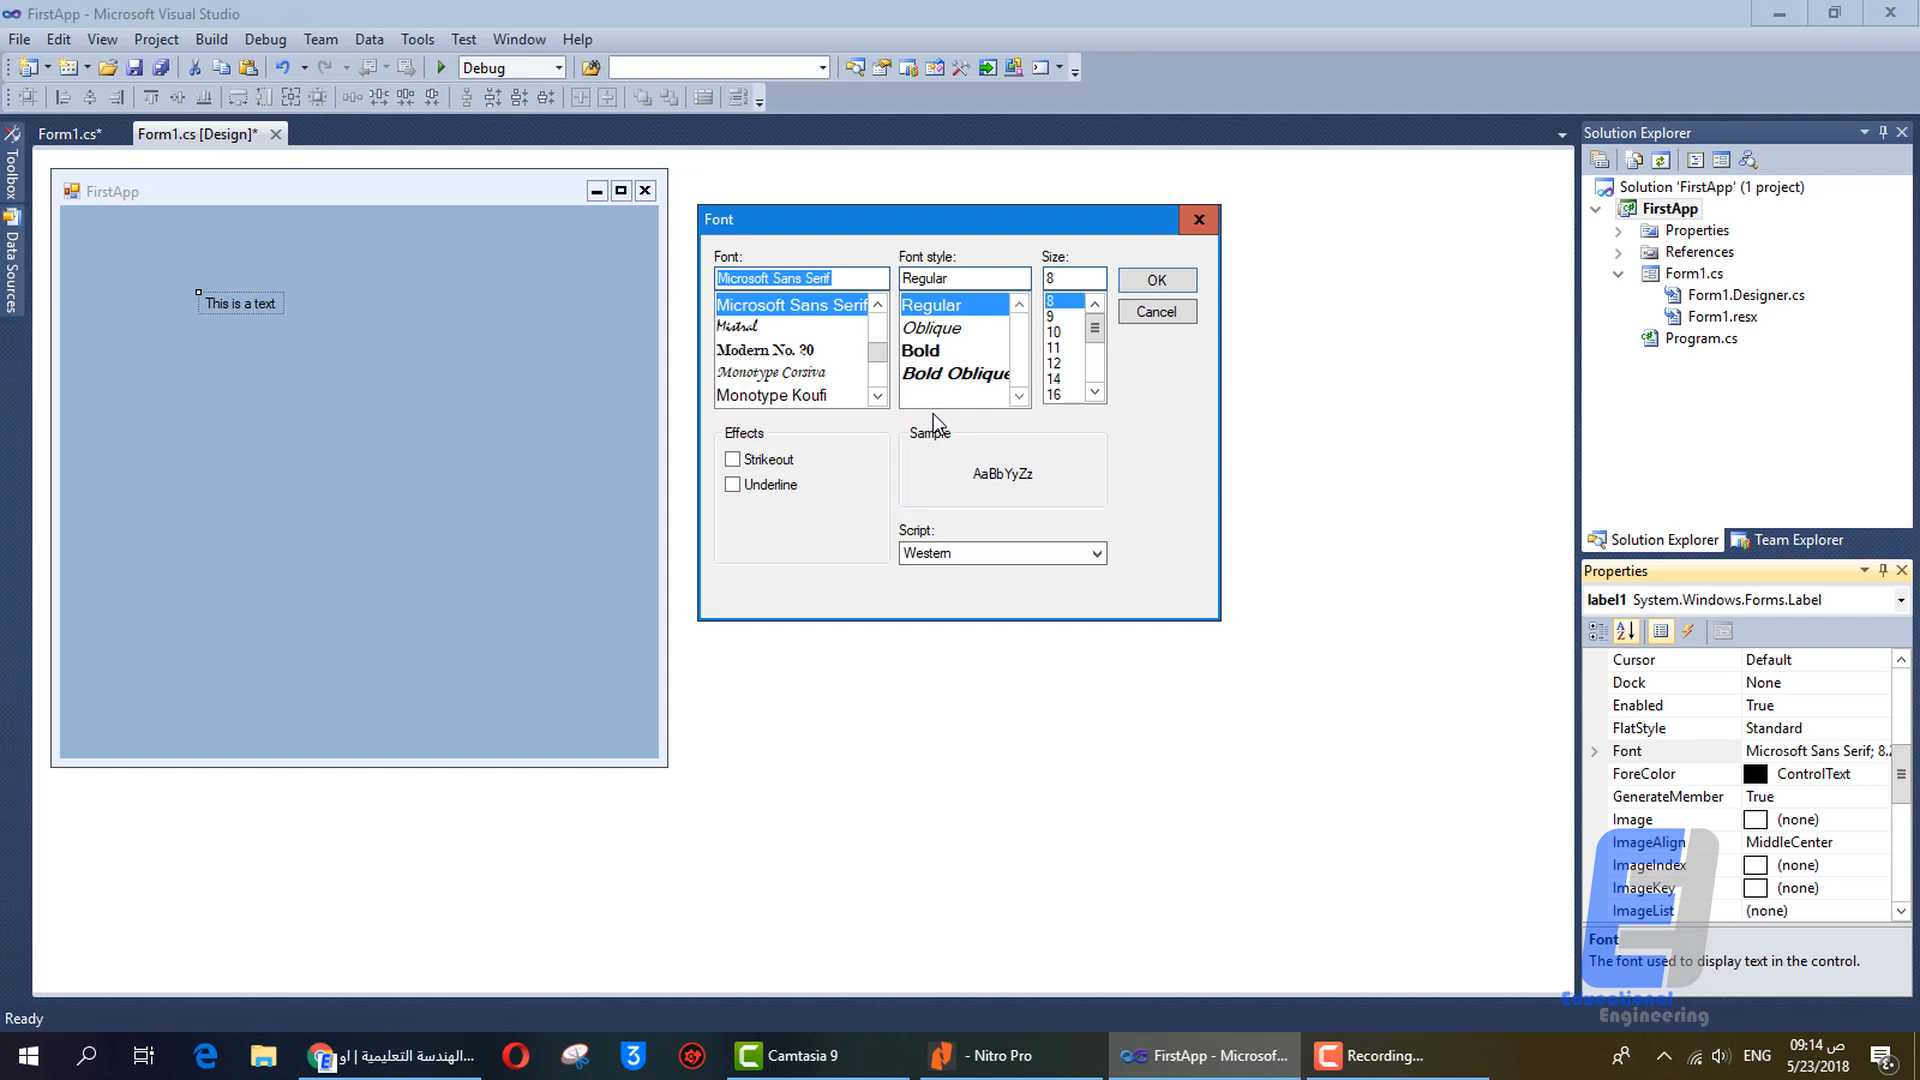 FirstApp - Microsoft Visual Studio
File Edit View Project Build Debug Team Data Tools Test Window Help
Debug
Form1.cs*
Form1.cs [Design]*
Toolbox
Data Sources
FirstApp
This is a text
Font
Font:
Font style:
Size:
Microsoft Sans Serif
Regular
8
OK
Cancel
Microsoft Sans Serif
Mistral
Modern No. 20
Monotype Corsiva
Monotype Koufi
Regular
Oblique
Bold
Bold Oblique
8
9
10
11
12
14
16
Effects
Strikeout
Underline
Sample
AaBbYyZz
Script:
Western
Solution Explorer
Solution 'FirstApp' (1 project)
FirstApp
Properties
References
Form1.cs
Form1.Designer.cs
Form1.resx
Program.cs
Solution Explorer
Team Explorer
Properties
label1 System.Windows.Forms.Label
Cursor Default
Dock None
Enabled True
FlatStyle Standard
Font Microsoft Sans Serif; 8.2
ForeColor ControlText
GenerateMember True
Image (none)
ImageAlign MiddleCenter
ImageIndex (none)
ImageKey (none)
ImageList (none)
Font
The font used to display text in the control.
Educational
Engineering
Ready
الهندسة التعليمية | او...
Camtasia 9
- Nitro Pro
FirstApp - Microsof...
Recording...
ENG
09:14 ص
5/23/2018